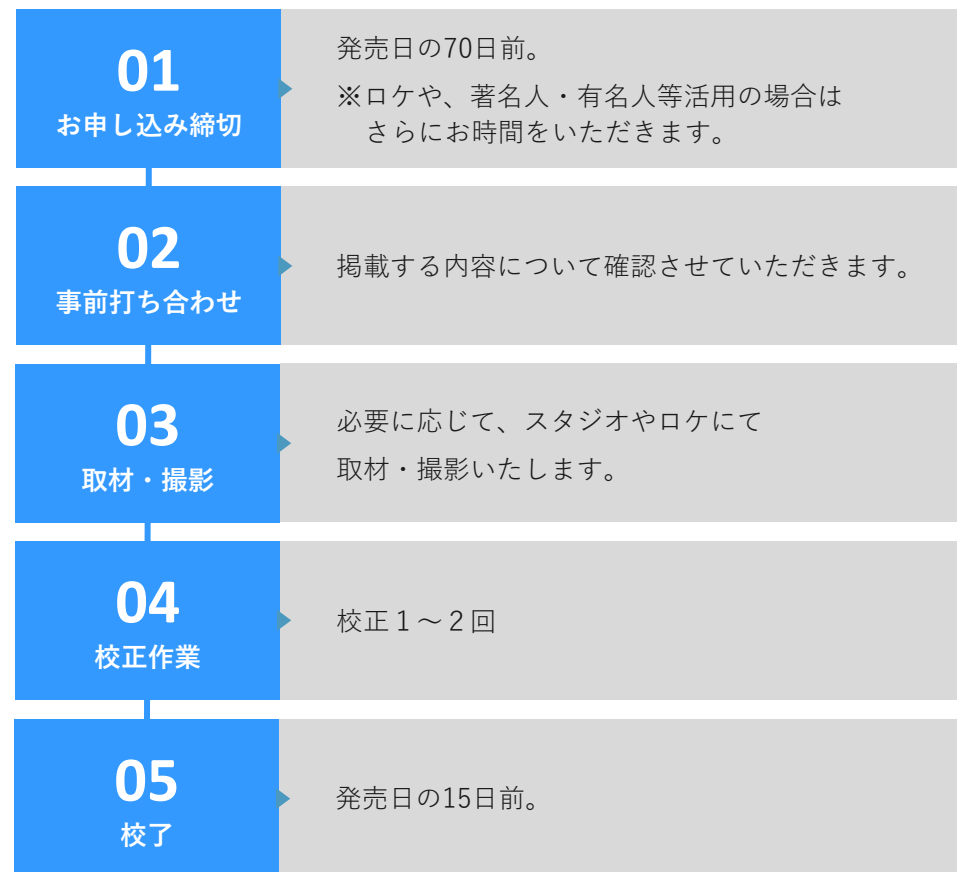 01
お申し込み締切
発売日の70日前。
※ロケや、著名人・有名人等活用の場合は
さらにお時間をいただきます。
02
事前打ち合わせ
掲載する内容について確認させていただきます。
03
取材・撮影
必要に応じて、スタジオやロケにて
取材・撮影いたします。
04
校正作業
校正１～２回
05
校了
発売日の15日前。